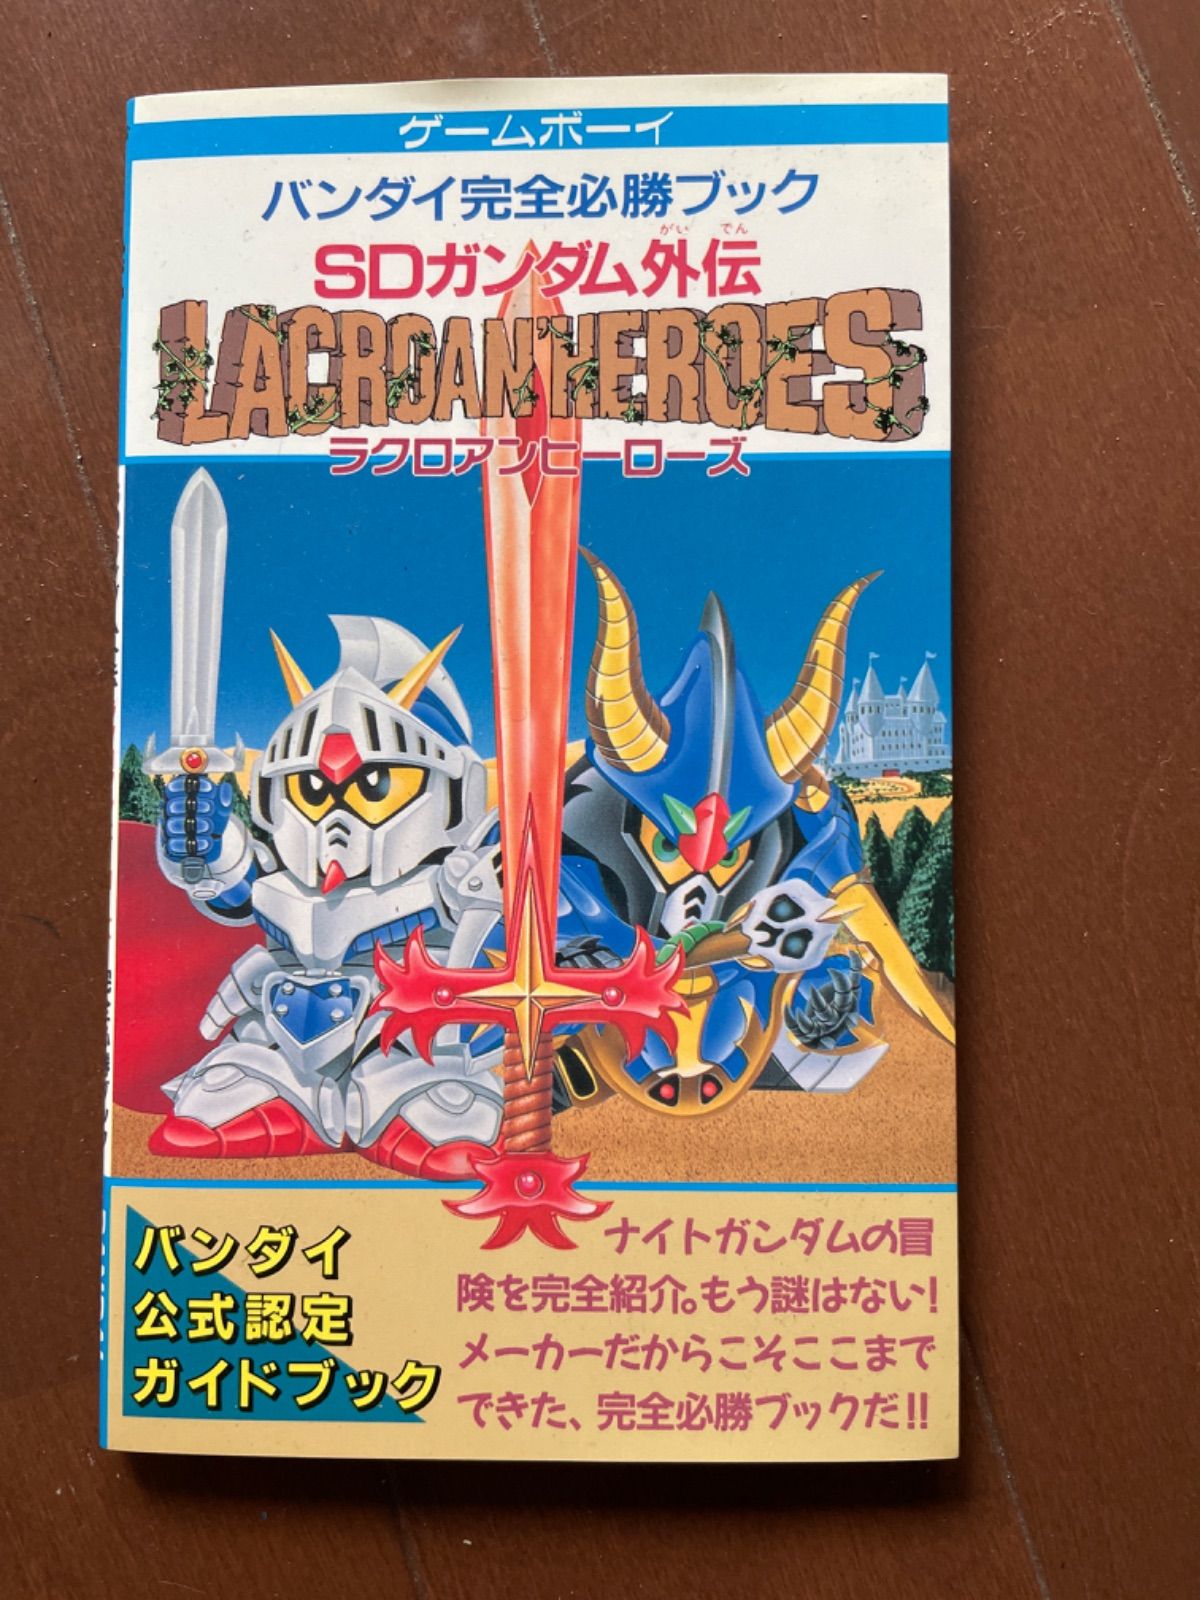 ゲームボーイ
バンダイ完全必勝ブック
がいでん
SDガンダム外伝
LACROAN'HEROES
ラクロアンヒーローズ
バンダイ
公式認定
ガイドブック
ナイトガンダムの冒
険を完全紹介。もう謎はない!
メーカーだからこそここまで
できた、完全必勝ブックだ!!